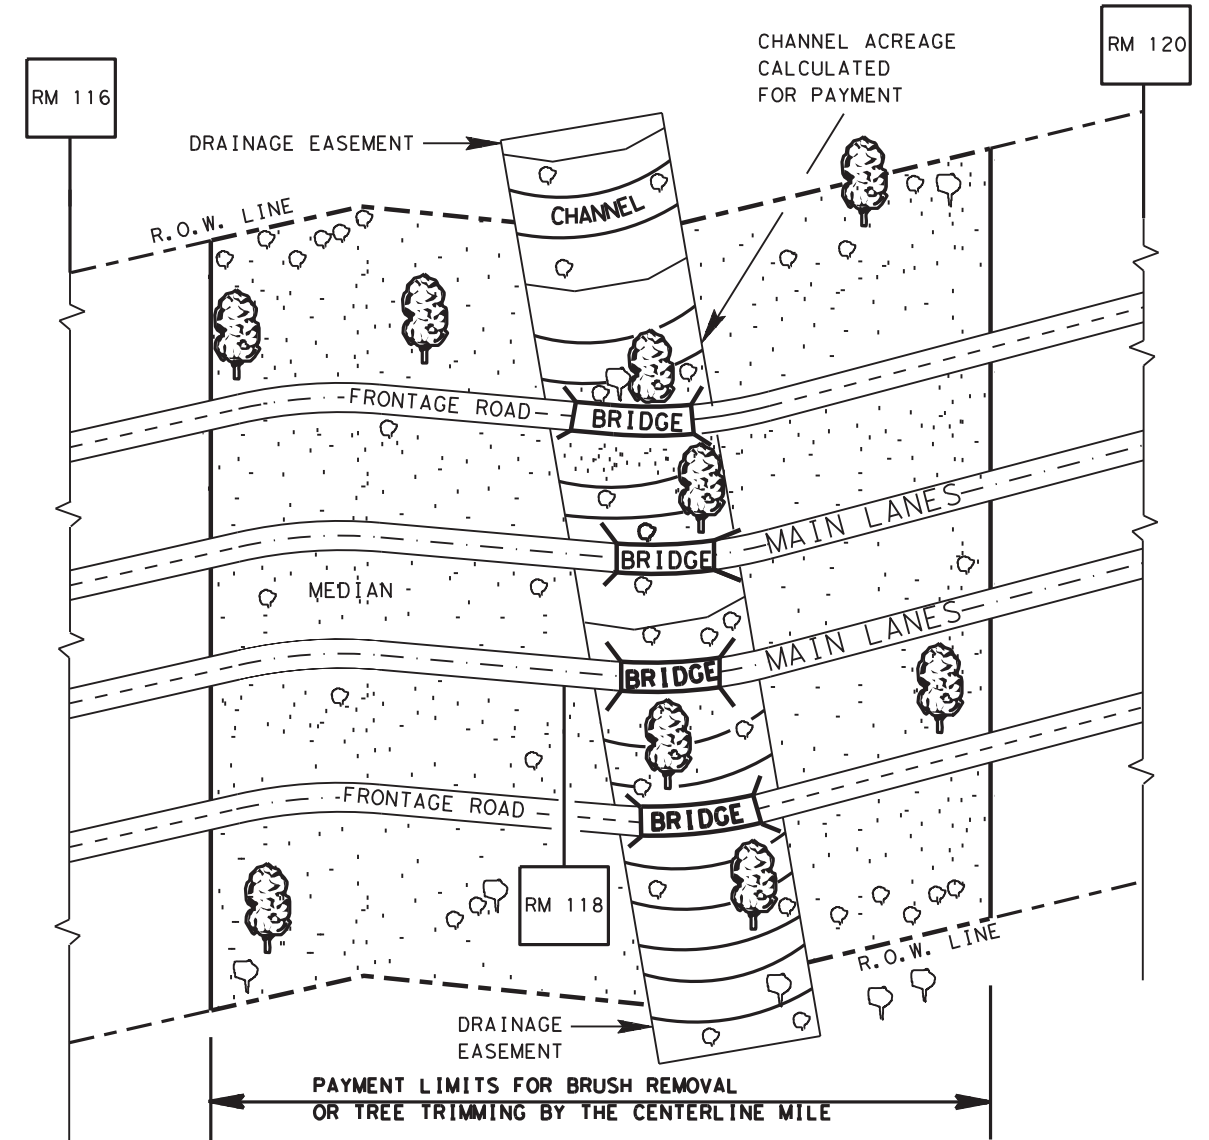 RM 120
CHANNEL ACREAGE
CALCULATED
FOR PAYMENT
RM 116
DRAINAGE EASEMENT
R.O.W. LINE
CHANNEL
FRONTAGE ROAD
BRIDGE
MAIN LANES
BRIDGE
MEDIAN
MAIN LANES
BRIDGE
FRONTAGE ROAD
BRIDGE
RM 118
R.O.W. LINE
DRAINAGE
EASEMENT
PAYMENT LIMITS FOR BRUSH REMOVAL
OR TREE TRIMMING BY THE CENTERLINE MILE